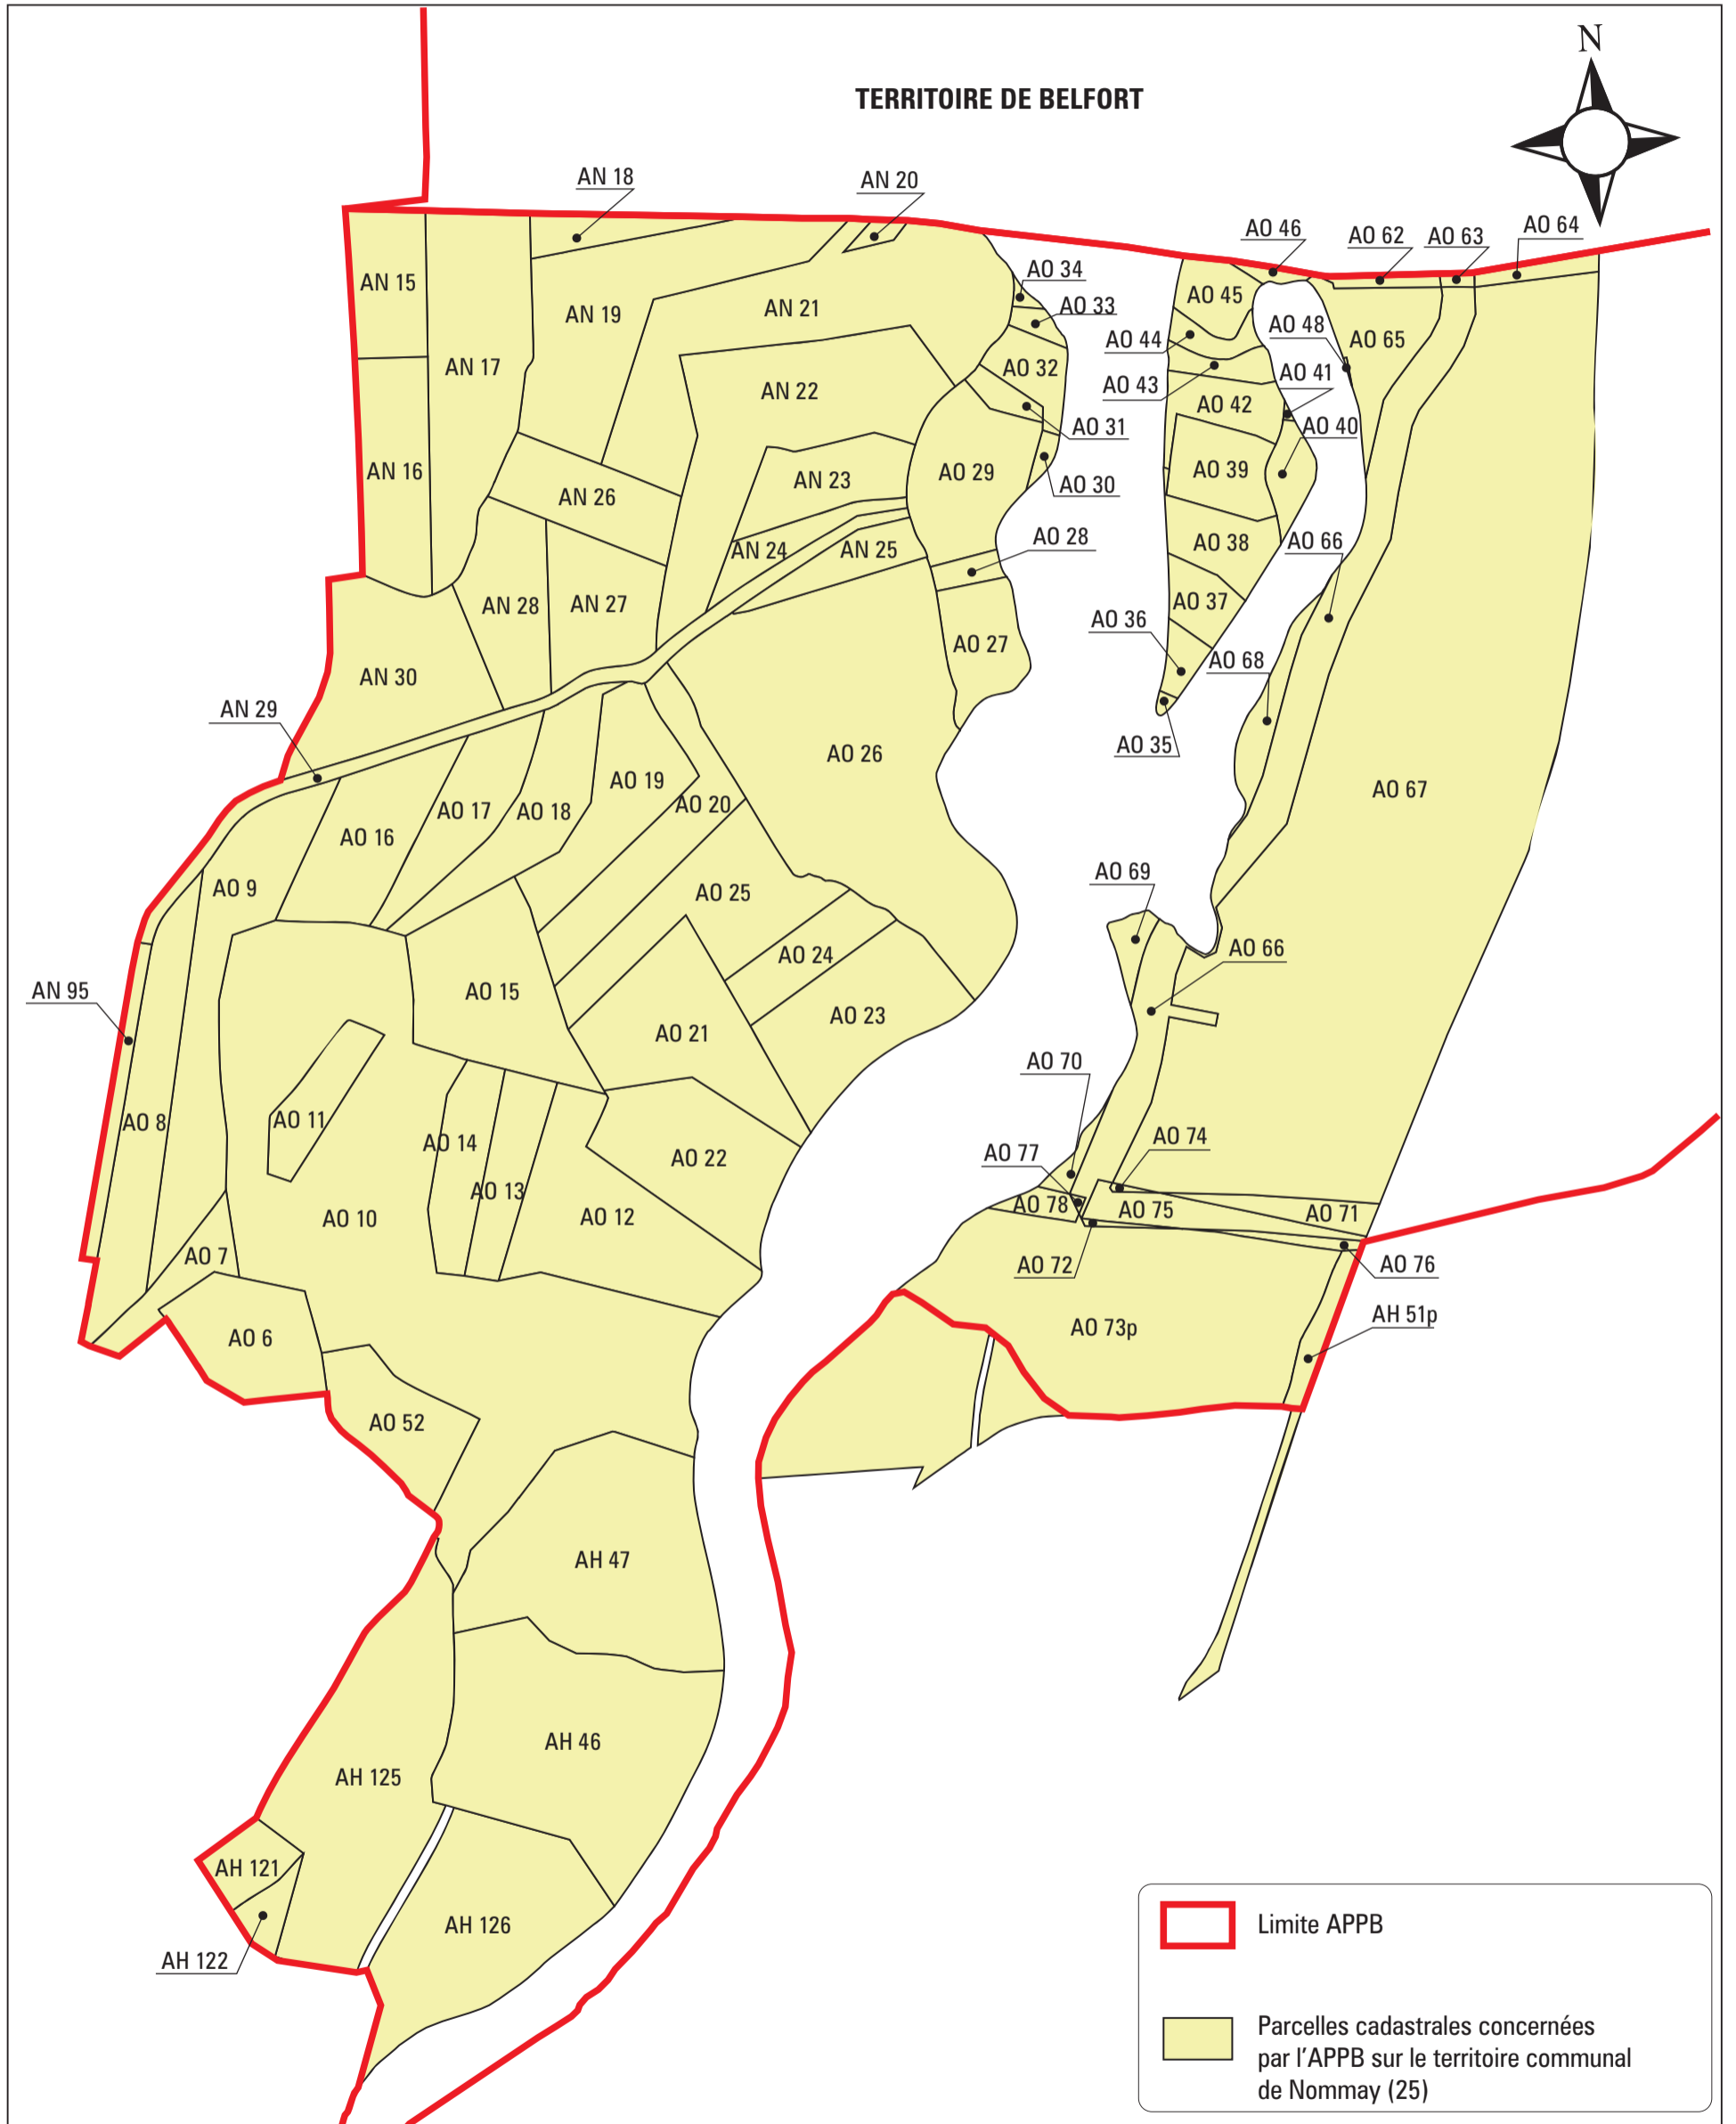 N
TERRITOIRE DE BELFORT
AN 18
AN 20
AO 46
AO 62
AO 63
AO 64
AN 15
AN 19
AN 21
AO 34
AO 33
AO 45
AO 44
AO 48
AO 65
AN 17
AN 22
AO 32
AO 43
AO 41
AO 42
AO 31
AO 40
AN 16
AN 26
AN 23
AO 29
AO 30
AO 39
AN 24
AN 25
AO 28
AO 38
AO 66
AN 28
AN 27
AO 37
AO 36
AO 27
AO 68
AN 30
AN 29
AO 35
AO 26
AO 19
AO 20
AO 67
AO 16
AO 17
AO 18
AO 9
AO 25
AO 69
AO 24
AO 66
AN 95
AO 15
AO 21
AO 23
AO 70
AO 8
AO 11
AO 14
AO 22
AO 77
AO 74
AO 13
AO 10
AO 12
AO 78
AO 75
AO 71
AO 7
AO 72
AO 76
AO 6
AO 73p
AH 51p
AO 52
AH 47
AH 46
AH 125
AH 121
AH 126
AH 122
Limite APPB
Parcelles cadastrales concernées
par l'APPB sur le territoire communal
de Nommay (25)